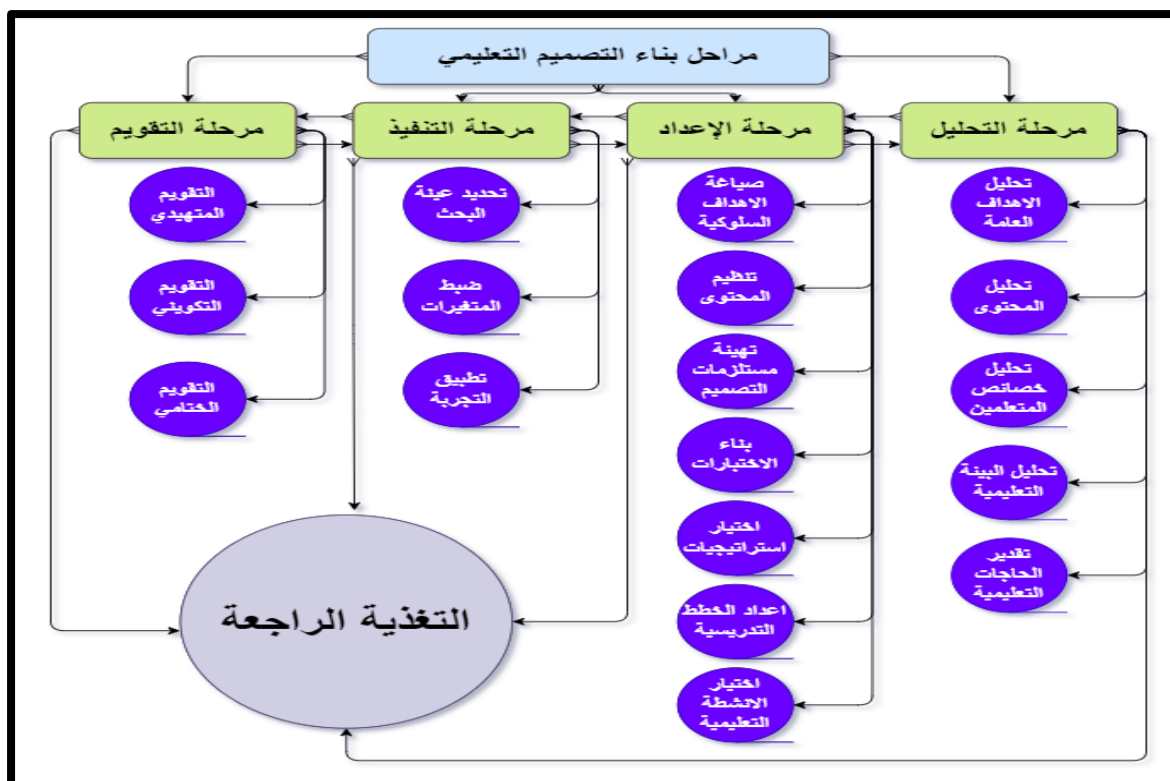 مراحل بناء التصميم التعليمي
مرحلة التحليل
تحليل
الاهداف
العامة
تحليل
المحتوى
تحليل
خصائص
المتعلمين
تحليل البيئة
التعليمية
تقدير
الحاجات
التعليمية
مرحلة الإعداد
صياغة
الاهداف
السلوكية
تنظيم
المحتوى
تهيئة
مستلزمات
التصميم
بناء
الاختبارات
اختيار
استراتيجيات
اعداد الخطط
التدريسية
اختيار
الانشطة
التعليمية
مرحلة التنفيذ
تحديد عينة
البحث
ضبط
المتغيرات
تطبيق
التجربة
مرحلة التقويم
التقويم
المتهيدي
التقويم
التكويني
التقويم
الختامي
التغذية الراجعة